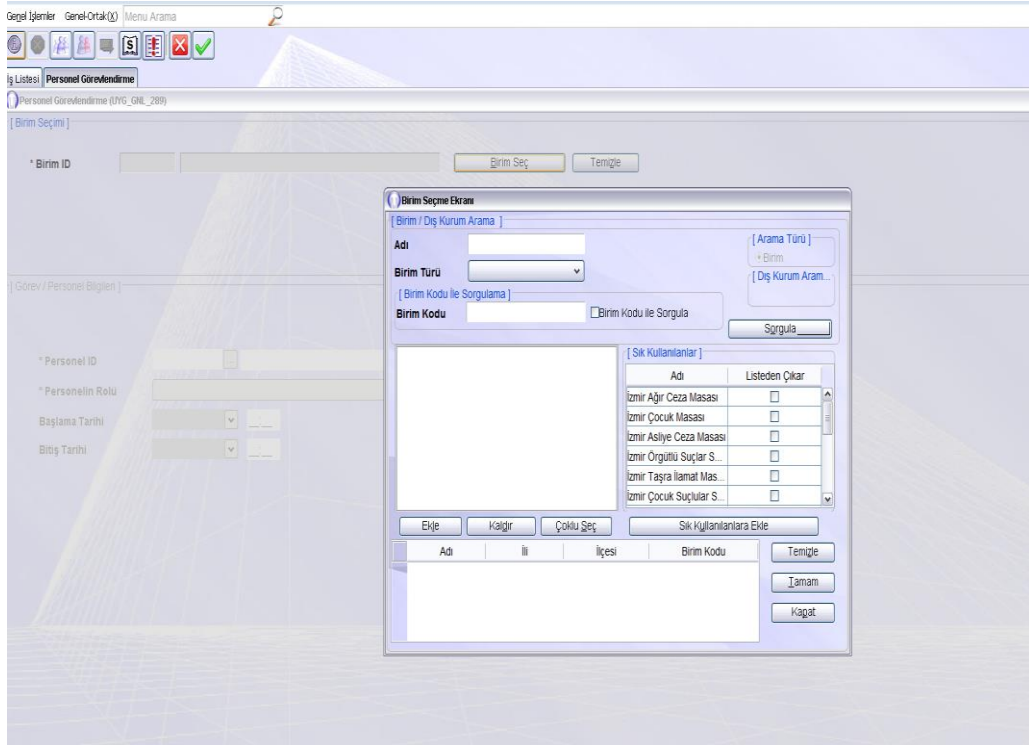 Genel İşlemler Genel-Ortak(X) Menu Arama
İş Listesi Personel Görevlendirme
Personel Görevlendirme (UYG_GNL_289)
[ Birim Seçimi ]
* Birim ID Birim Seç Temizle
Birim Seçme Ekranı
[ Birim / Dış Kurum Arama ]
Adı
[ Arama Türü ]
Birim
Birim Türü
[ Dış Kurum Aram...
[ Birim Kodu İle Sorgulama ]
Birim Kodu Birim Kodu ile Sorgula
Sorgula
[ Görev / Personel Bilgileri ]
* Personel ID ...
* Personelin Rolü
Başlama Tarihi __:__
Bitiş Tarihi __:__
[ Sık Kullanılanlar ]
Adı Listeden Çıkar
İzmir Ağır Ceza Masası
İzmir Çocuk Masası
İzmir Asliye Ceza Masası
İzmir Örgütlü Suçlar S...
İzmir Taşra İlamat Mas...
İzmir Çocuk Suçlular S...
Ekle Kaldır Çoklu Seç Sık Kullanılanlara Ekle
Adı İli İlçesi Birim Kodu
Temizle
Tamam
Kapat